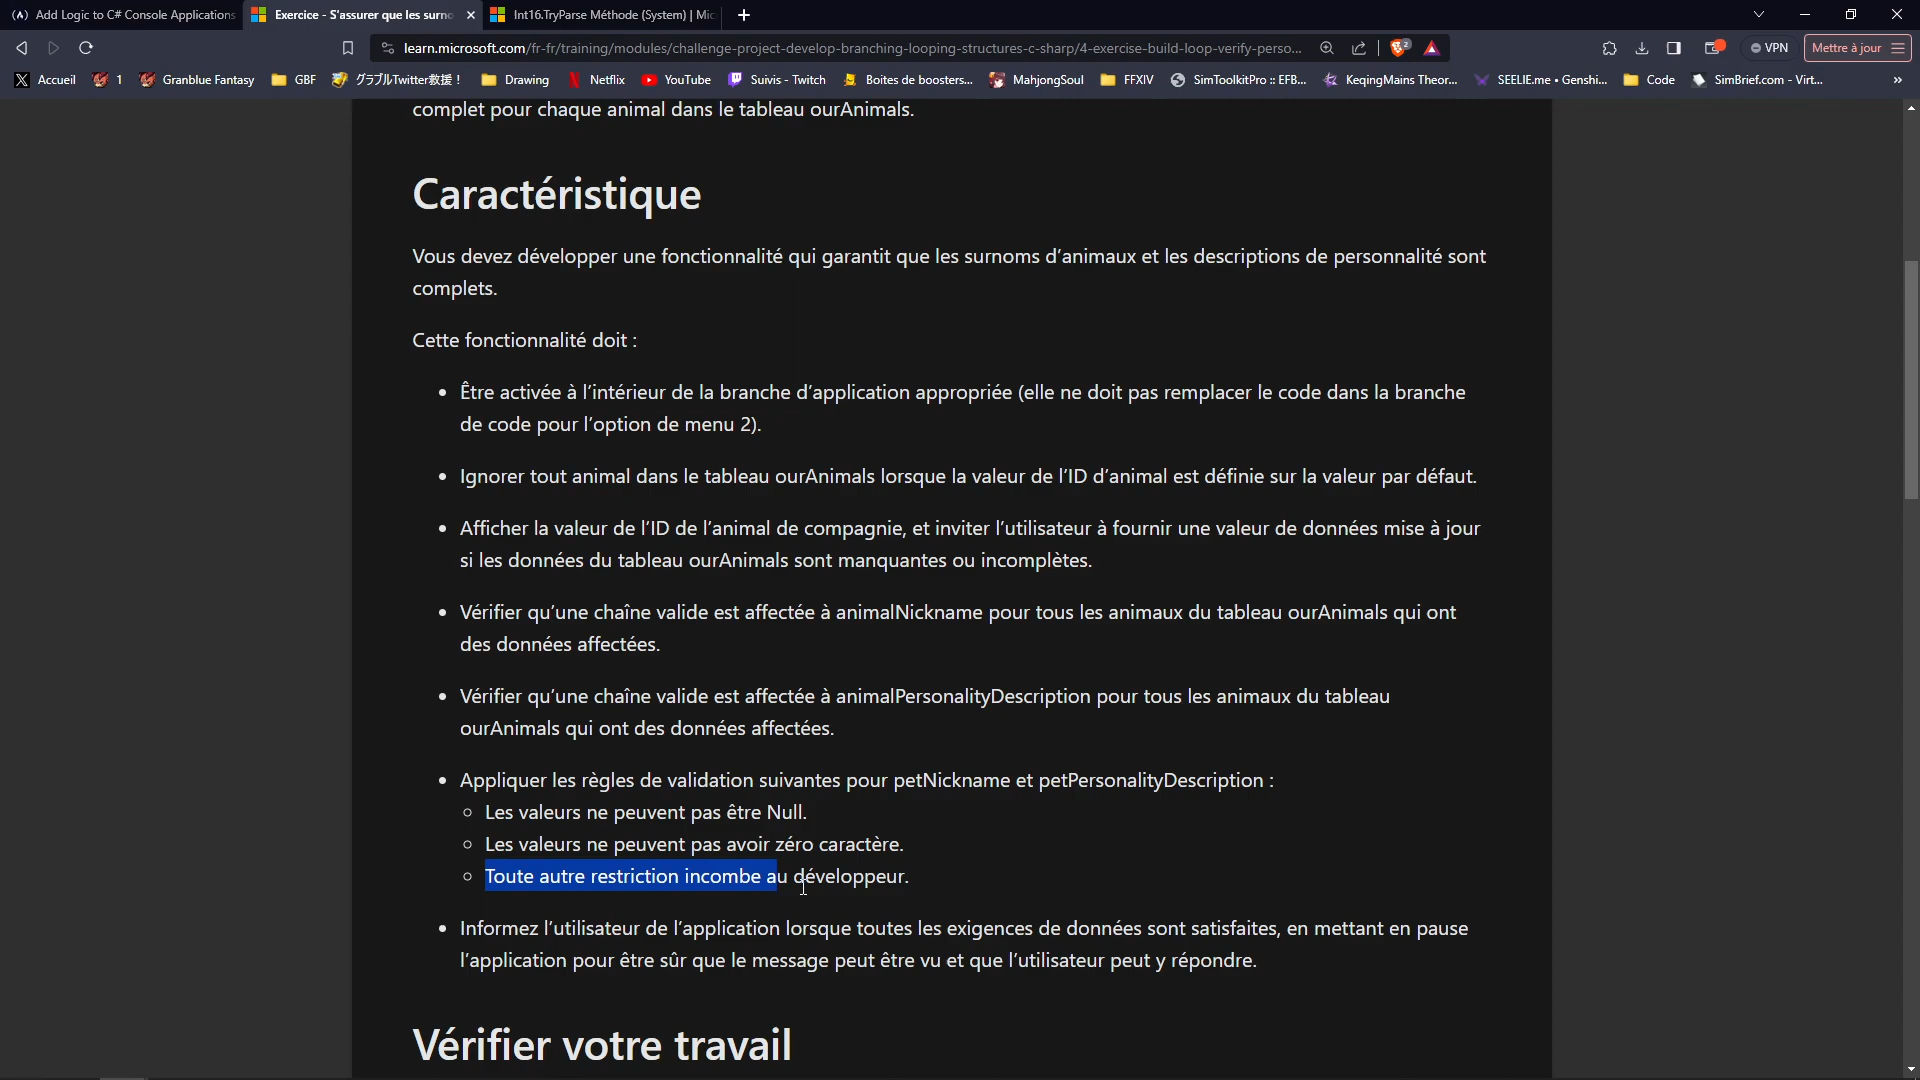 Add Logic to C# Console Applications
Exercice - S'assurer que les surno
Int16.TryParse Méthode (System) | Mic
learn.microsoft.com/fr-fr/training/modules/challenge-project-develop-branching-looping-structures-c-sharp/4-exercise-build-loop-verify-perso...
2
VPN
Mettre à jour
Accueil
1
Granblue Fantasy
GBF
グラブルTwitter救援！
Drawing
Netflix
YouTube
Suivis - Twitch
Boites de boosters...
MahjongSoul
FFXIV
SimToolkitPro :: EFB...
KeqingMains Theor...
SEELIE.me • Genshi...
Code
SimBrief.com - Virt...
»
complet pour chaque animal dans le tableau ourAnimals.
Caractéristique
Vous devez développer une fonctionnalité qui garantit que les surnoms d’animaux et les descriptions de personnalité sont
complets.
Cette fonctionnalité doit :
• Être activée à l’intérieur de la branche d’application appropriée (elle ne doit pas remplacer le code dans la branche
de code pour l’option de menu 2).
• Ignorer tout animal dans le tableau ourAnimals lorsque la valeur de l’ID d’animal est définie sur la valeur par défaut.
• Afficher la valeur de l’ID de l’animal de compagnie, et inviter l’utilisateur à fournir une valeur de données mise à jour
si les données du tableau ourAnimals sont manquantes ou incomplètes.
• Vérifier qu’une chaîne valide est affectée à animalNickname pour tous les animaux du tableau ourAnimals qui ont
des données affectées.
• Vérifier qu’une chaîne valide est affectée à animalPersonalityDescription pour tous les animaux du tableau
ourAnimals qui ont des données affectées.
• Appliquer les règles de validation suivantes pour petNickname et petPersonalityDescription :
○ Les valeurs ne peuvent pas être Null.
○ Les valeurs ne peuvent pas avoir zéro caractère.
○ Toute autre restriction incombe au développeur.
• Informez l’utilisateur de l’application lorsque toutes les exigences de données sont satisfaites, en mettant en pause
l’application pour être sûr que le message peut être vu et que l’utilisateur peut y répondre.
Vérifier votre travail